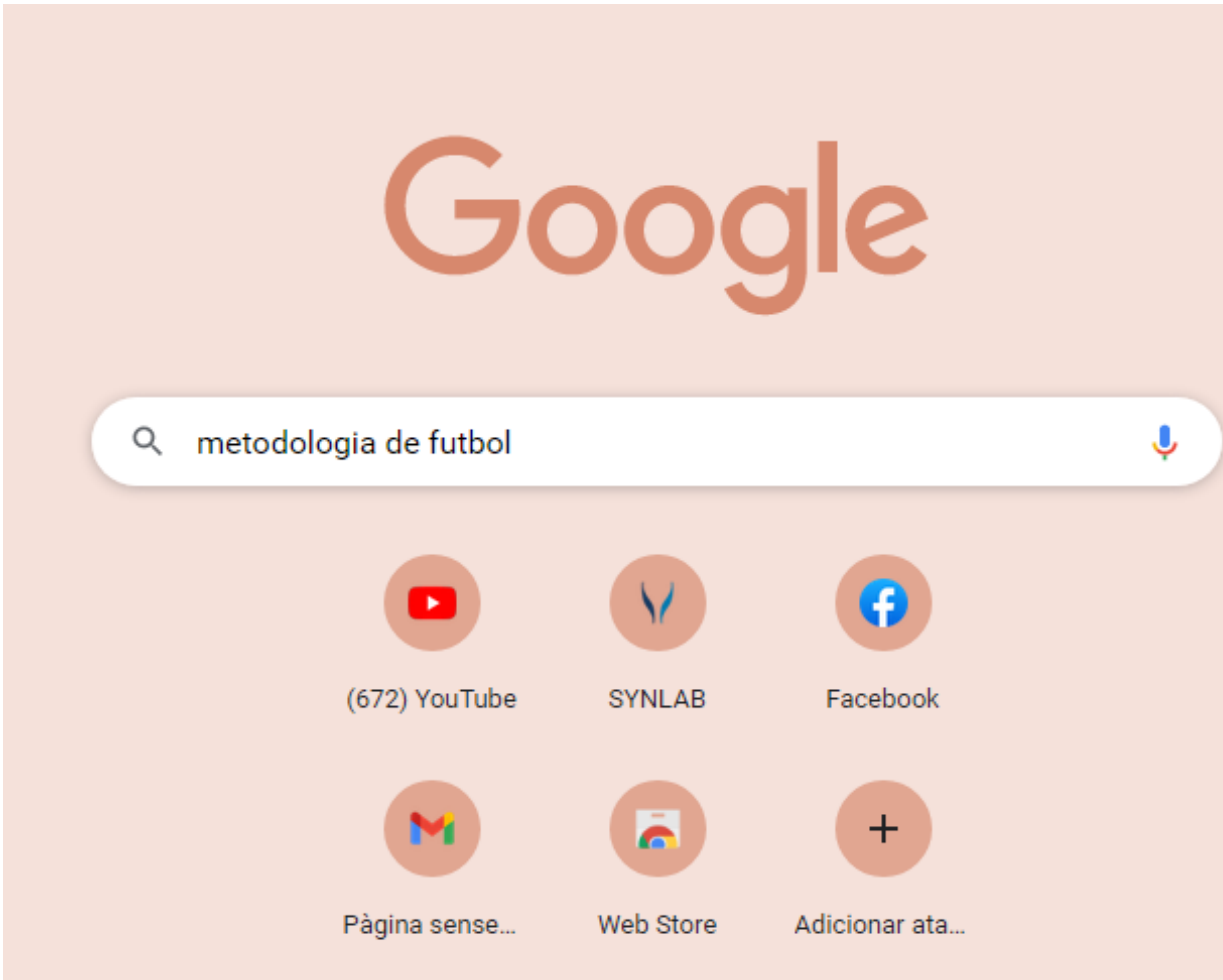 Google
metodologia de futbol
(672) YouTube
SYNLAB
Facebook
Pàgina sense...
Web Store
Adicionar ata...